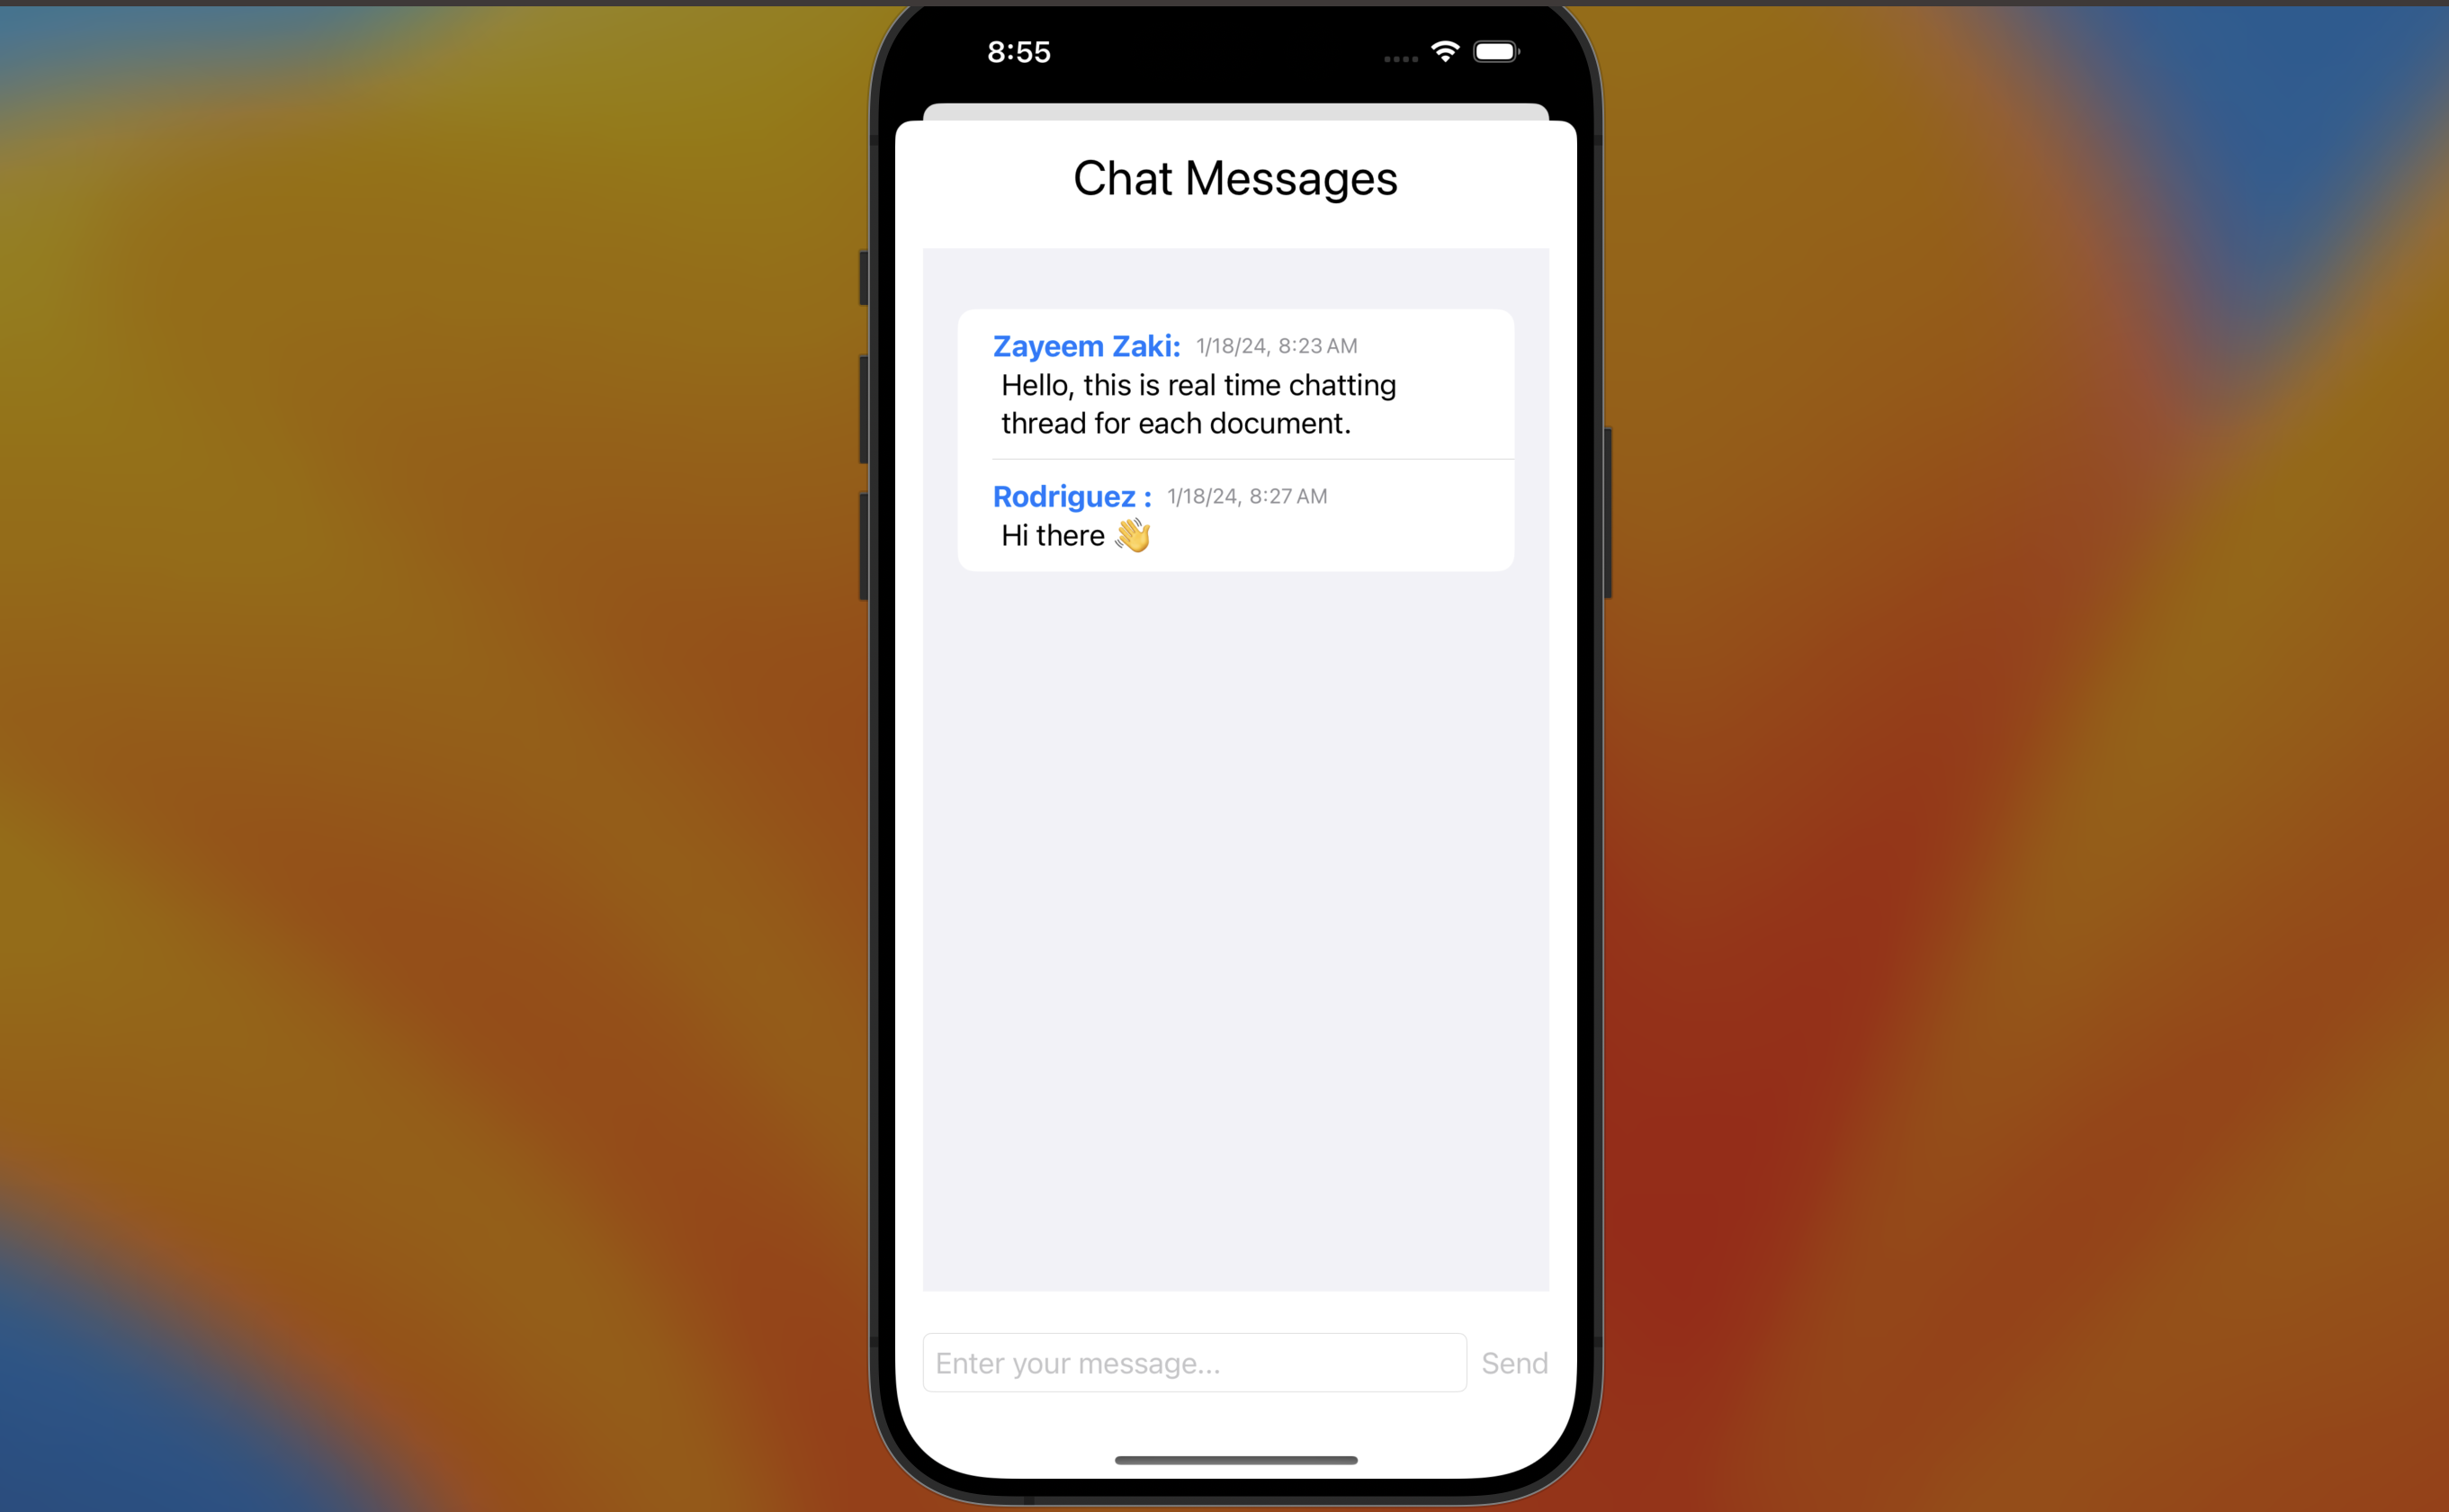 8:55
Chat Messages
Zayeem Zaki: 1/18/24, 8:23 AM
Hello, this is real time chatting
thread for each document.
Rodriguez : 1/18/24, 8:27 AM
Hi there 👋
Enter your message...
Send